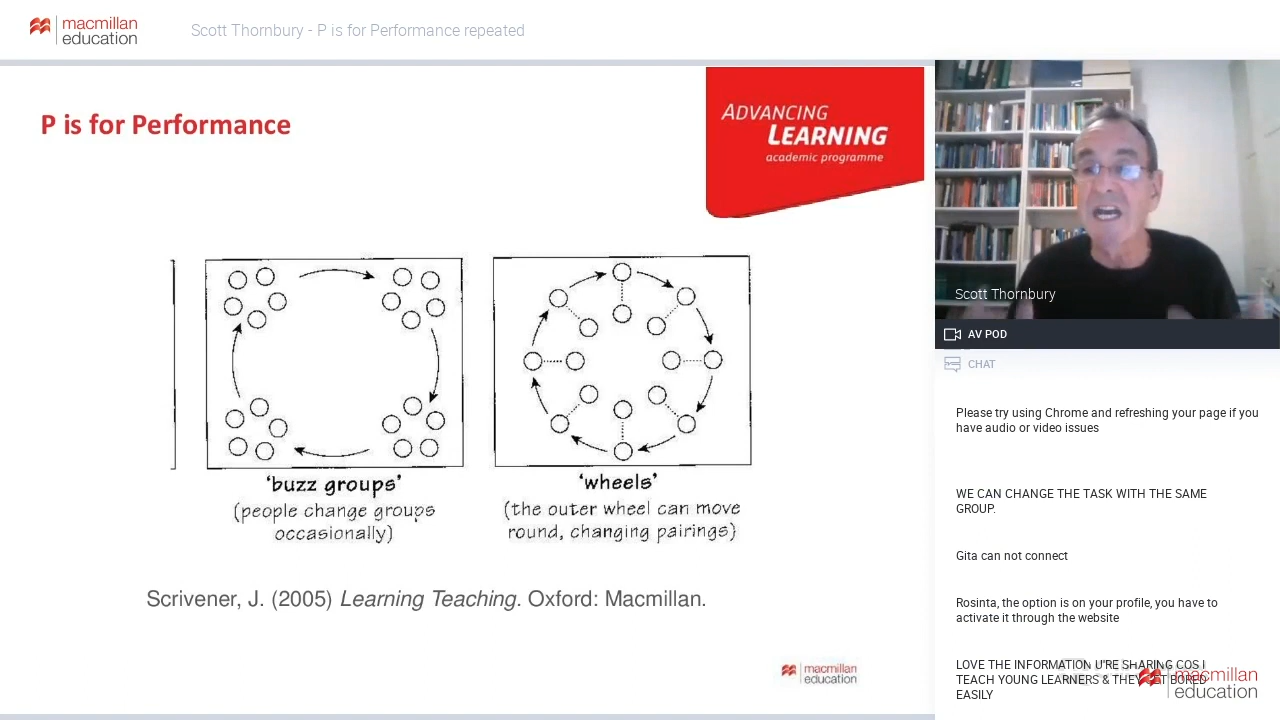 macmillan
education
Scott Thornbury - P is for Performance repeated
P is for Performance
ADVANCING
LEARNING
academic programme
'buzz groups'
(people change groups
occasionally)
'wheels'
(the outer wheel can move
round, changing pairings)
Scrivener, J. (2005) Learning Teaching. Oxford: Macmillan.
macmillan
education
Scott Thornbury
AV POD
CHAT
Please try using Chrome and refreshing your page if you
have audio or video issues
WE CAN CHANGE THE TASK WITH THE SAME
GROUP.
Gita can not connect
Rosinta, the option is on your profile, you have to
activate it through the website
LOVE THE INFORMATION U'RE SHARING COS I
TEACH YOUNG LEARNERS & THEY GET BORED
EASILY
macmillan
education